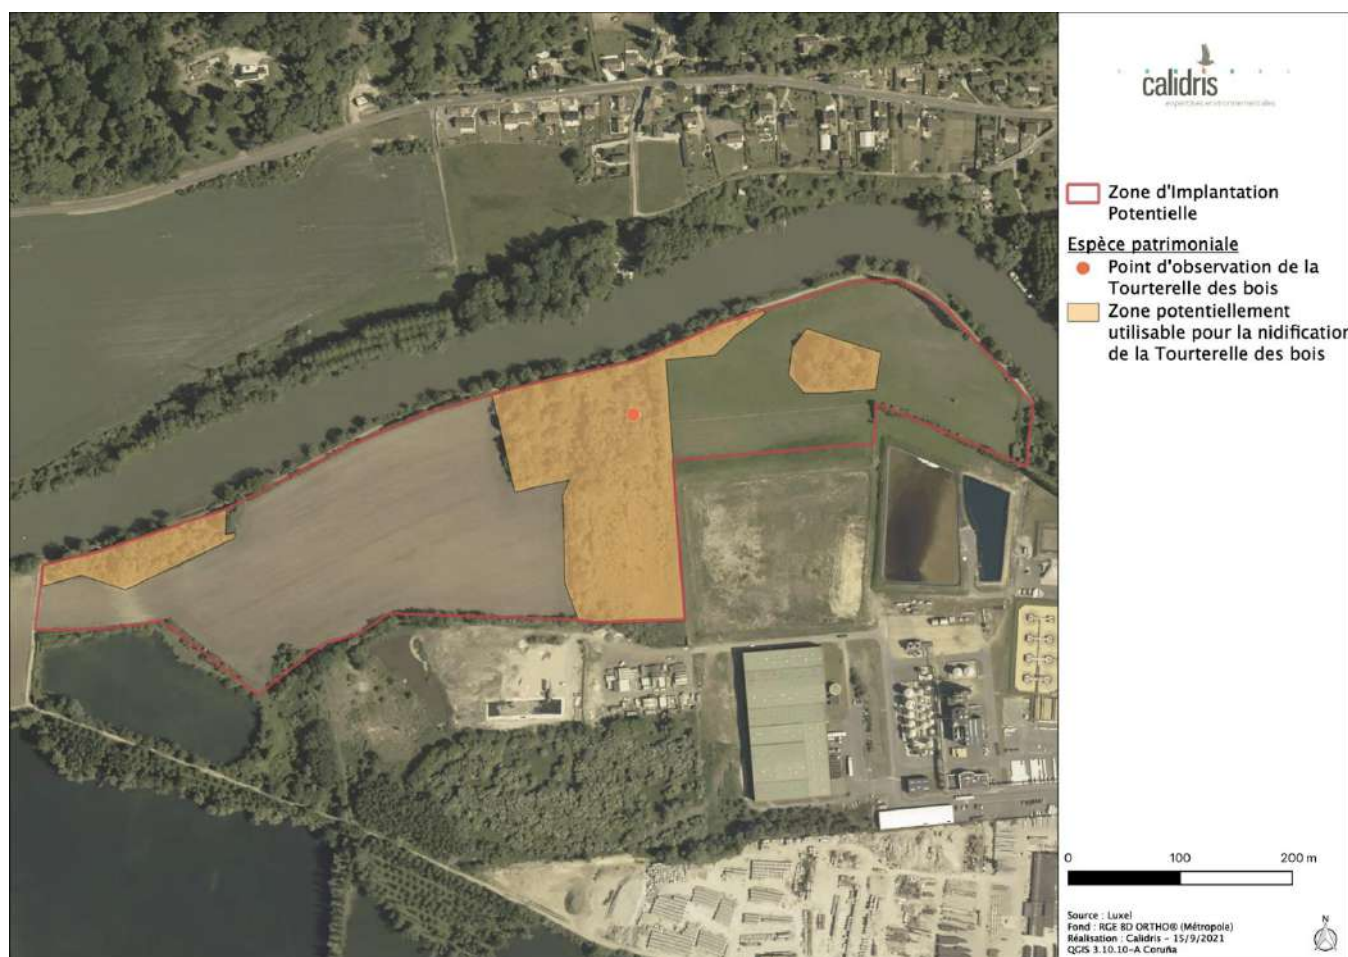 calidris
expertises environnementales
Zone d'Implantation
Potentielle
Espèce patrimoniale
Point d'observation de la
Tourterelle des bois
Zone potentiellement
utilisable pour la nidification
de la Tourterelle des bois
0 100 200 m
Source : Luxel
Fond : RGE BD ORTHO® (Métropole)
Réalisation : Calidris - 15/9/2021
QGIS 3.10.10-A Coruña
N